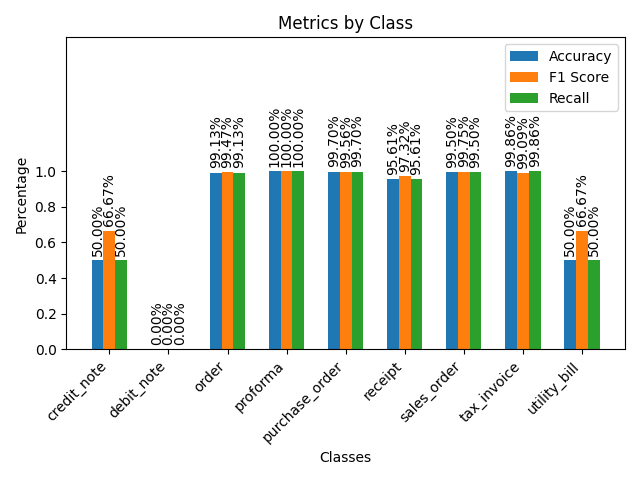 Metrics by Class
Accuracy
F1 Score
Recall
Percentage
1.0
0.8
0.6
0.4
0.2
0.0
50.00%
66.67%
50.00%
0.00%
0.00%
0.00%
99.13%
99.47%
99.13%
100.00%
100.00%
100.00%
99.70%
99.56%
99.70%
95.61%
97.32%
95.61%
99.50%
99.75%
99.50%
99.86%
99.09%
99.86%
50.00%
66.67%
50.00%
credit_note
debit_note
order
proforma
purchase_order
receipt
sales_order
tax_invoice
utility_bill
Classes